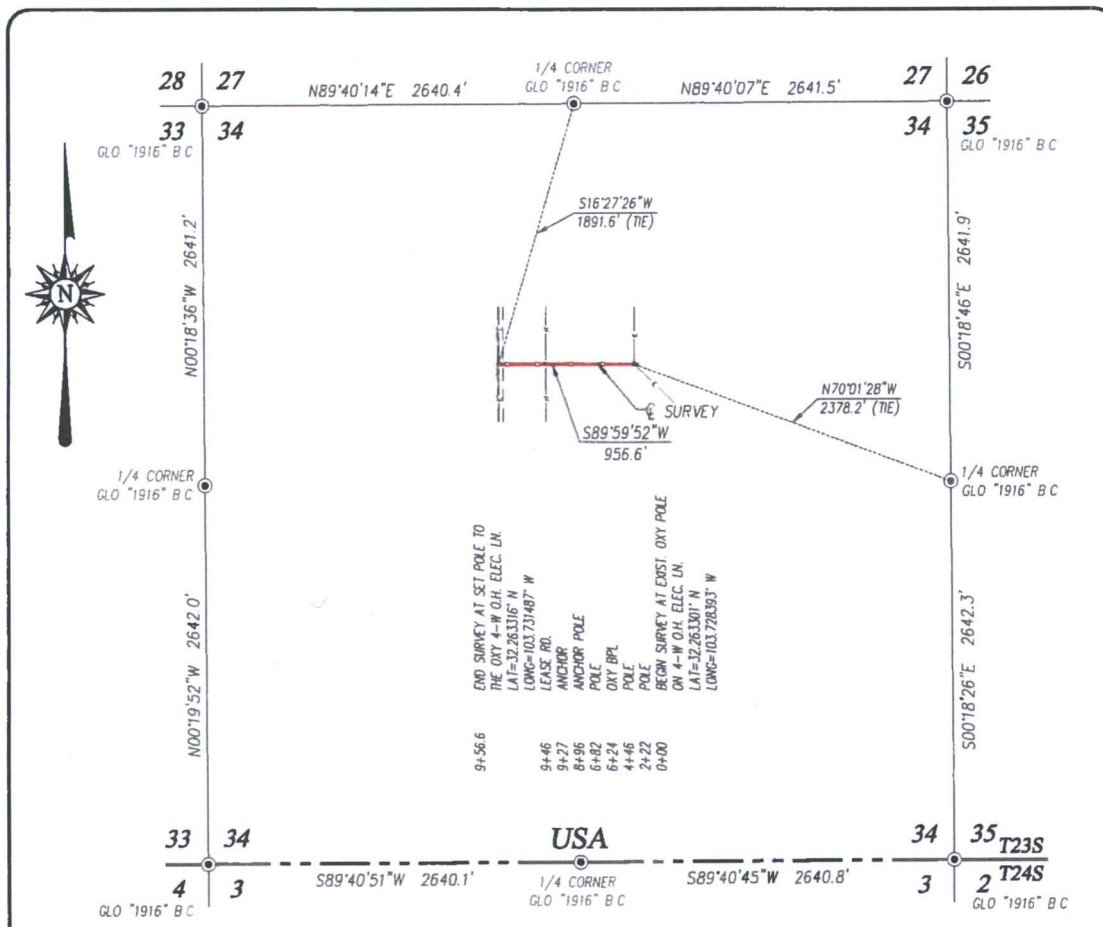 28 27
1/4 CORNER
GLO "1916" B C
27 26
N89°40'14"E 2640.4'
N89°40'07"E 2641.5'
33 34
GLO "1916" B C
34 35
GLO "1916" B C
S16°27'26"W
1891.6' (TIE)
N00°18'36"W 2641.2'
S00°18'46"E 2641.9'
N
N70°01'28"W
2378.2' (TIE)
℄ SURVEY
S89°59'52"W
956.6'
1/4 CORNER
GLO "1916" B C
1/4 CORNER
GLO "1916" B C
9+56.6 END SURVEY AT SET POLE TO
THE OXY 4-W O.H. ELEC. LN.
LAT=32.263316° N
LONG=103.731487° W
9+46 LEASE RD.
9+27 ANCHOR
8+96 ANCHOR POLE
6+82 POLE
6+24 OXY BPL
4+46 POLE
2+22 POLE
0+00 BEGIN SURVEY AT EXIST. OXY POLE
ON 4-W O.H. ELEC. LN.
LAT=32.263301° N
LONG=103.728393° W
N00°19'52"W 2642.0'
S00°18'26"E 2642.3'
33 34
USA
34 35
T23S
T24S
4 3
GLO "1916" B C
S89°40'51"W 2640.1'
1/4 CORNER
GLO "1916" B C
S89°40'45"W 2640.8'
3 2
GLO "1916" B C